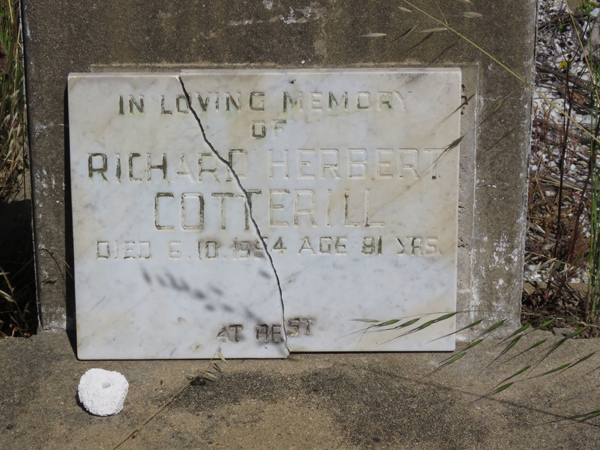 IN LOVING MEMORY
OF
RICHARD HERBERT
COTTERILL
DIED 6.10.1954 AGE 81 YRS.
AT REST